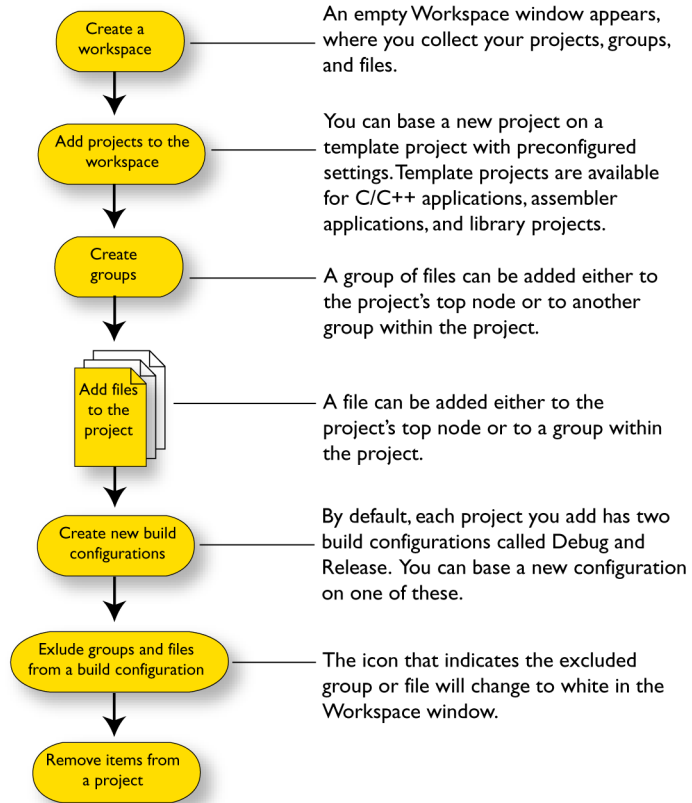 Create a
workspace
An empty Workspace window appears,
where you collect your projects, groups,
and files.
Add projects to the
workspace
You can base a new project on a
template project with preconfigured
settings. Template projects are available
for C/C++ applications, assembler
applications, and library projects.
Create
groups
A group of files can be added either to
the project's top node or to another
group within the project.
Add files
to the
project
A file can be added either to the
project's top node or to a group within
the project.
Create new build
configurations
By default, each project you add has two
build configurations called Debug and
Release. You can base a new configuration
on one of these.
Exlude groups and files
from a build configuration
The icon that indicates the excluded
group or file will change to white in the
Workspace window.
Remove items from
a project